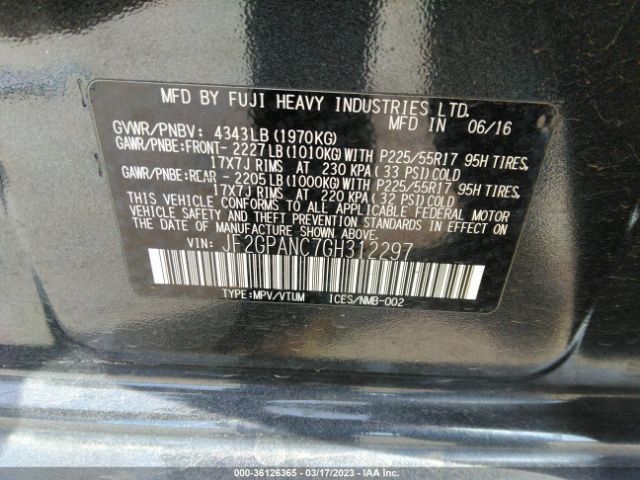 MFD BY FUJI HEAVY INDUSTRIES LTD.
MFD IN 06/16
GVWR/PNBV: 4343LB(1970KG)
GAWR/PNBE:FRONT- 2227LB(1010KG)WITH P225/55R17 95H TIRES,
17X7J RIMS AT 230 KPA(33 PSI)COLD
GAWR/PNBE:REAR - 2205LB(1000KG)WITH P225/55R17 95H TIRES,
17X7J RIMS AT 220 KPA(32 PSI)COLD
THIS VEHICLE CONFORMS TO ALL APPLICABLE FEDERAL MOTOR
VEHICLE SAFETY AND THEFT PREVENTION STANDARDS IN EFFECT ON
THE DATE OF MANUFACTURE SHOWN ABOVE.
VIN: JF2GPANC7GH312297
TYPE:MPV/VTUM ICES/NMB-002
000-36126365 - 03/17/2023 - IAA Inc.